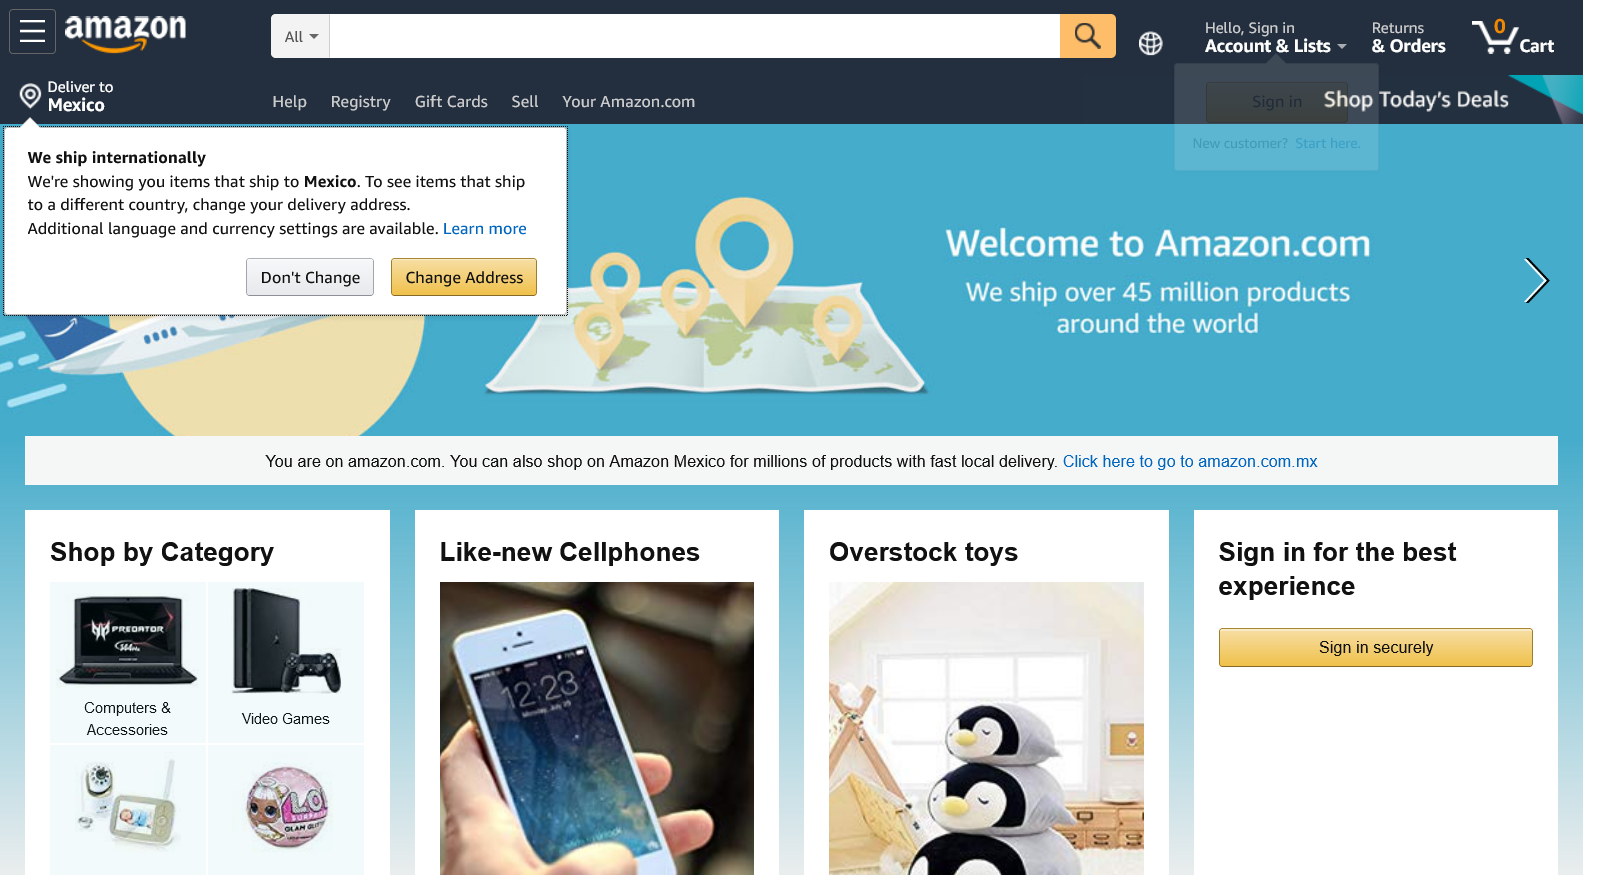 amazon
All
Hello, Sign in
Account & Lists
Returns
& Orders
0
Cart
Deliver to
Mexico
Help
Registry
Gift Cards
Sell
Your Amazon.com
Sign in
Shop Today's Deals
New customer? Start here.
We ship internationally
We're showing you items that ship to Mexico. To see items that ship
to a different country, change your delivery address.
Additional language and currency settings are available. Learn more
Don't Change
Change Address
Welcome to Amazon.com
We ship over 45 million products
around the world
You are on amazon.com. You can also shop on Amazon Mexico for millions of products with fast local delivery. Click here to go to amazon.com.mx
Shop by Category
PREDATOR
Computers &
Accessories
Video Games
L.O.L
SURPRISE
Like-new Cellphones
12:23
Overstock toys
Sign in for the best
experience
Sign in securely